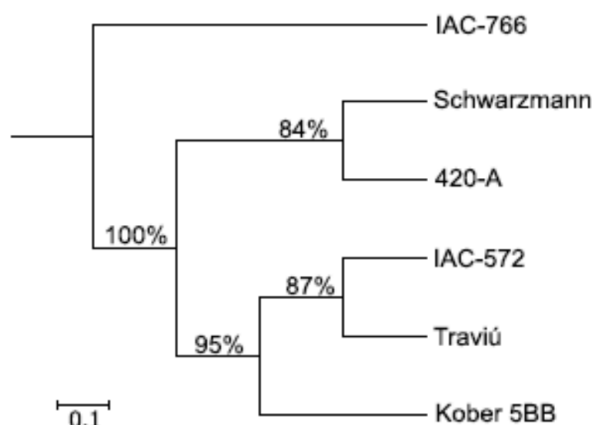 IAC-766
Schwarzmann
84%
420-A
100%
IAC-572
87%
Traviú
95%
Kober 5BB
0.1